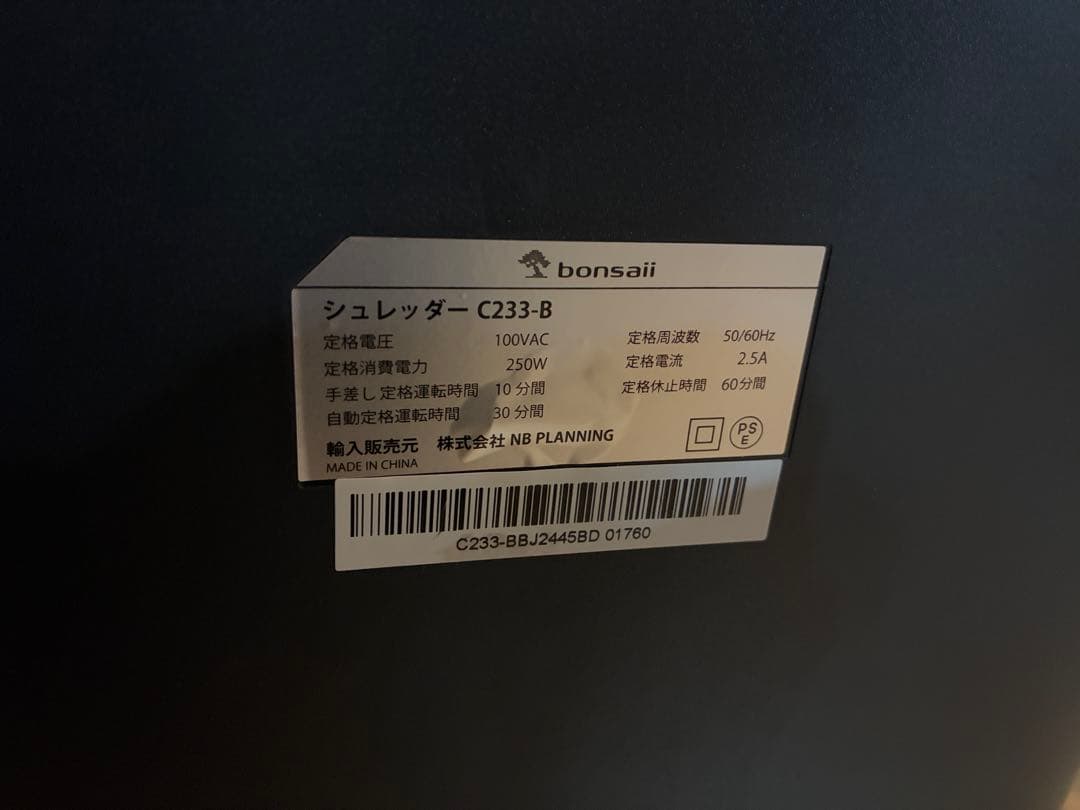 bonsaii
シュレッダー C233-B
定格電圧 100VAC 定格周波数 50/60Hz
定格消費電力 250W 定格電流 2.5A
手差し 定格運転時間 10 分間 定格休止時間 60分間
自動定格運転時間 30 分間
輸入販売元 株式会社 NB PLANNING
MADE IN CHINA
PS
E
C233-BBJ2445BD 01760